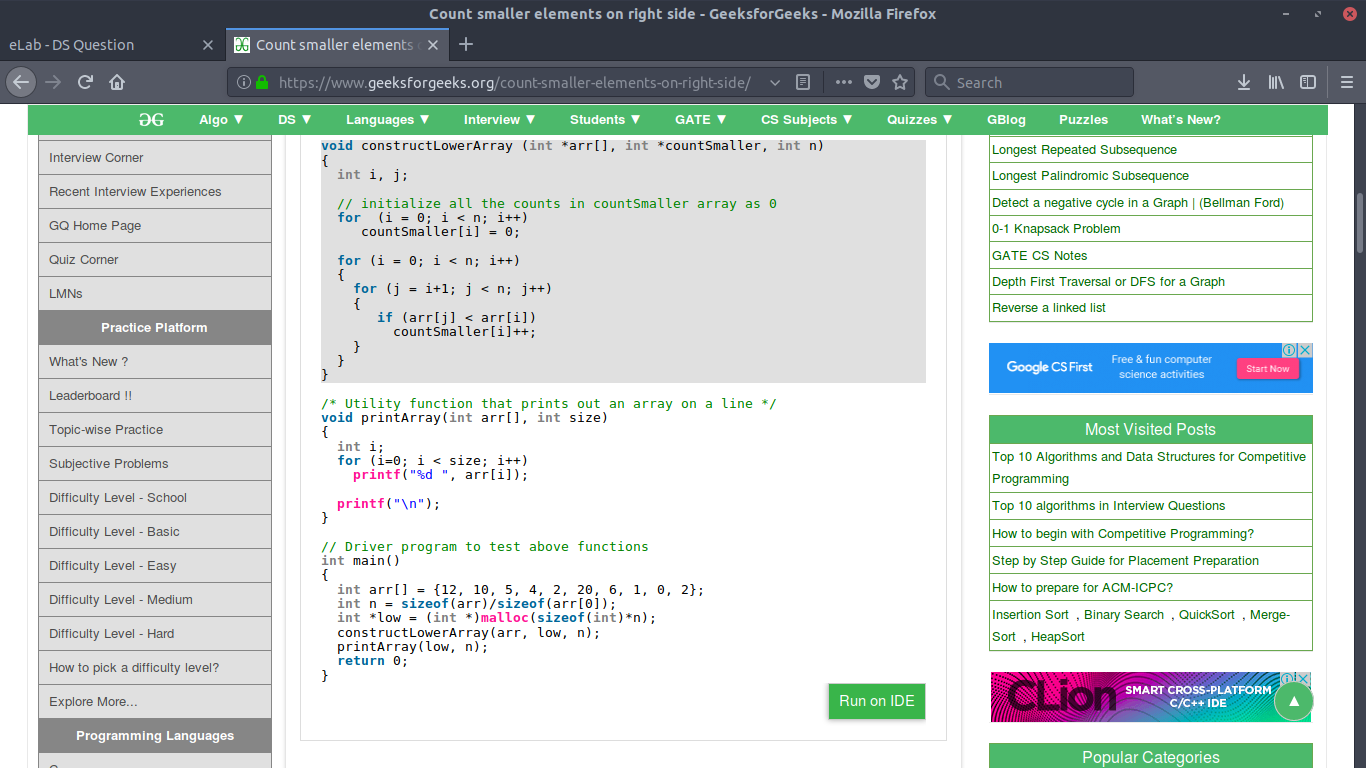 Count smaller elements on right side - GeeksforGeeks - Mozilla Firefox
eLab - DS Question
Count smaller elements
https://www.geeksforgeeks.org/count-smaller-elements-on-right-side/
Search
Algo ▼
DS ▼
Languages ▼
Interview ▼
Students ▼
GATE ▼
CS Subjects ▼
Quizzes ▼
GBlog
Puzzles
What's New?
Interview Corner
Recent Interview Experiences
GQ Home Page
Quiz Corner
LMNs
Practice Platform
What's New ?
Leaderboard !!
Topic-wise Practice
Subjective Problems
Difficulty Level - School
Difficulty Level - Basic
Difficulty Level - Easy
Difficulty Level - Medium
Difficulty Level - Hard
How to pick a difficulty level?
Explore More...
Programming Languages
void constructLowerArray (int *arr[], int *countSmaller, int n)
{
  int i, j;
  // initialize all the counts in countSmaller array as 0
  for  (i = 0; i < n; i++)
     countSmaller[i] = 0;
  for (i = 0; i < n; i++)
  {
    for (j = i+1; j < n; j++)
    {
       if (arr[j] < arr[i])
         countSmaller[i]++;
    }
  }
}
/* Utility function that prints out an array on a line */
void printArray(int arr[], int size)
{
  int i;
  for (i=0; i < size; i++)
    printf("%d ", arr[i]);
  printf("\n");
}
// Driver program to test above functions
int main()
{
  int arr[] = {12, 10, 5, 4, 2, 20, 6, 1, 0, 2};
  int n = sizeof(arr)/sizeof(arr[0]);
  int *low = (int *)malloc(sizeof(int)*n);
  constructLowerArray(arr, low, n);
  printArray(low, n);
  return 0;
}
Run on IDE
Longest Repeated Subsequence
Longest Palindromic Subsequence
Detect a negative cycle in a Graph | (Bellman Ford)
0-1 Knapsack Problem
GATE CS Notes
Depth First Traversal or DFS for a Graph
Reverse a linked list
Google CS First
Free & fun computer
science activities
Start Now
Most Visited Posts
Top 10 Algorithms and Data Structures for Competitive
Programming
Top 10 algorithms in Interview Questions
How to begin with Competitive Programming?
Step by Step Guide for Placement Preparation
How to prepare for ACM-ICPC?
Insertion Sort , Binary Search , QuickSort , Merge-
Sort , HeapSort
CLion
SMART CROSS-PLATFORM
C/C++ IDE
▲
Popular Categories